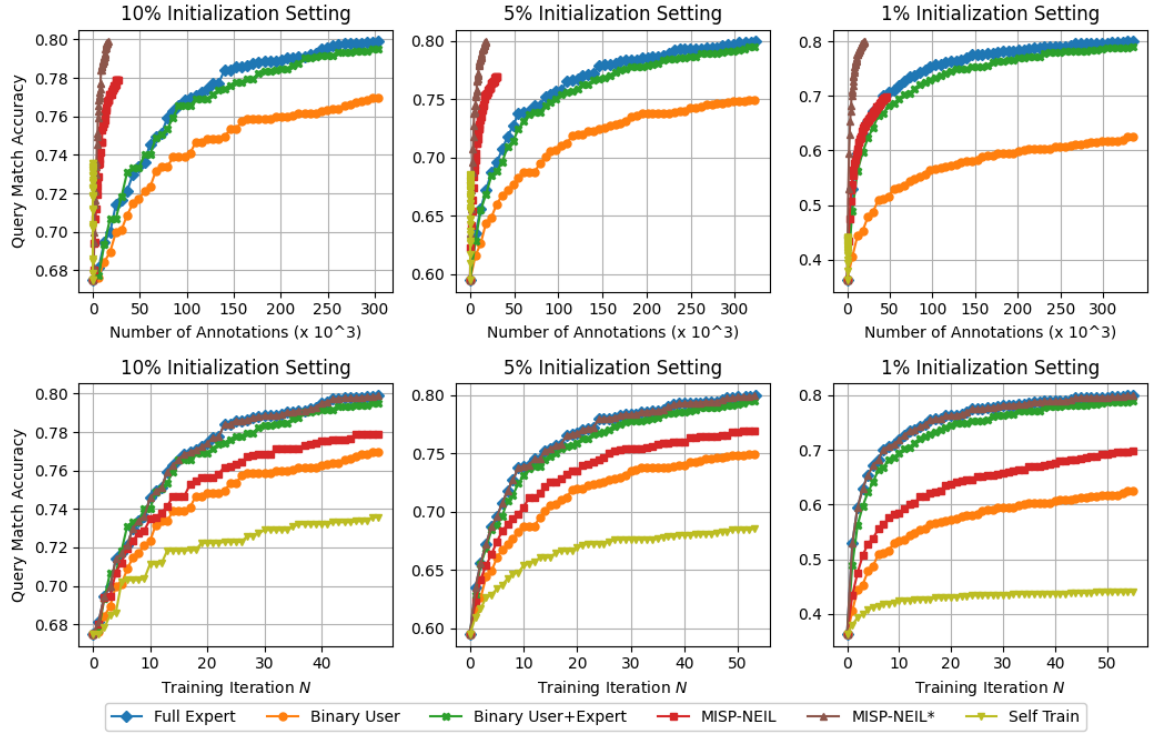 10% Initialization Setting
5% Initialization Setting
1% Initialization Setting
Query Match Accuracy
0.80
0.78
0.76
0.74
0.72
0.70
0.68
0 50 100 150 200 250 300
Number of Annotations (x 10^3)
0.80
0.75
0.70
0.65
0.60
0 50 100 150 200 250 300
Number of Annotations (x 10^3)
0.8
0.7
0.6
0.5
0.4
0 50 100 150 200 250 300
Number of Annotations (x 10^3)
10% Initialization Setting
5% Initialization Setting
1% Initialization Setting
Query Match Accuracy
0.80
0.78
0.76
0.74
0.72
0.70
0.68
0 10 20 30 40
Training Iteration N
0.80
0.75
0.70
0.65
0.60
0 10 20 30 40 50
Training Iteration N
0.8
0.7
0.6
0.5
0.4
0 10 20 30 40 50
Training Iteration N
Full Expert Binary User Binary User+Expert MISP-NEIL MISP-NEIL* Self Train